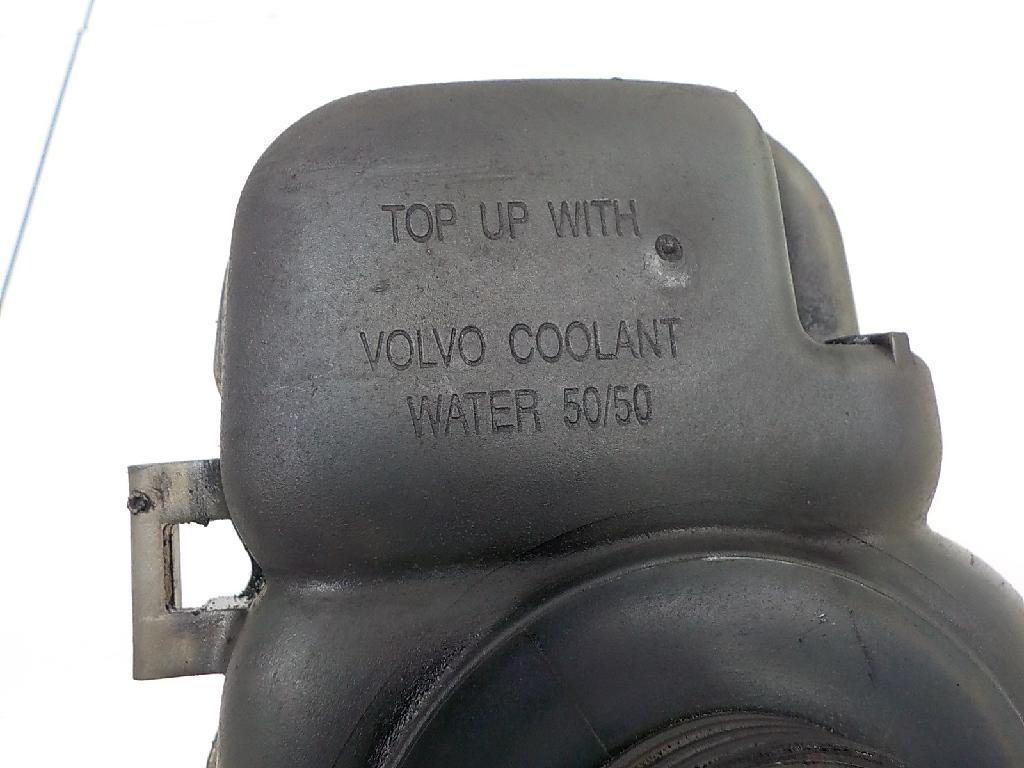 TOP UP WITH
VOLVO COOLANT
WATER 50/50